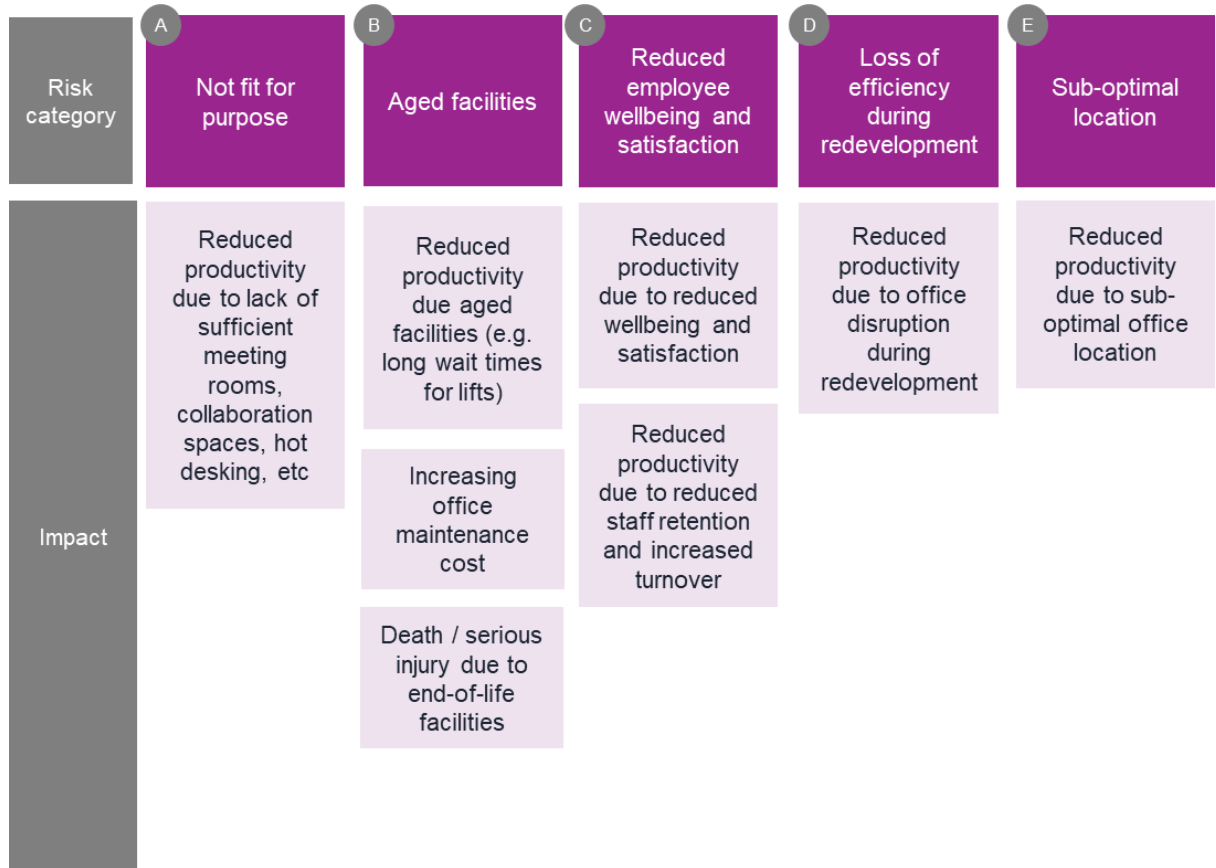 A
B
C
D
E
Risk
category
Not fit for
purpose
Aged facilities
Reduced
employee
wellbeing and
satisfaction
Loss of
efficiency
during
redevelopment
Sub-optimal
location
Impact
Reduced
productivity
due to lack of
sufficient
meeting
rooms,
collaboration
spaces, hot
desking, etc
Reduced
productivity
due aged
facilities (e.g.
long wait times
for lifts)
Increasing
office
maintenance
cost
Death / serious
injury due to
end-of-life
facilities
Reduced
productivity
due to reduced
wellbeing and
satisfaction
Reduced
productivity
due to reduced
staff retention
and increased
turnover
Reduced
productivity
due to office
disruption
during
redevelopment
Reduced
productivity
due to sub-
optimal office
location